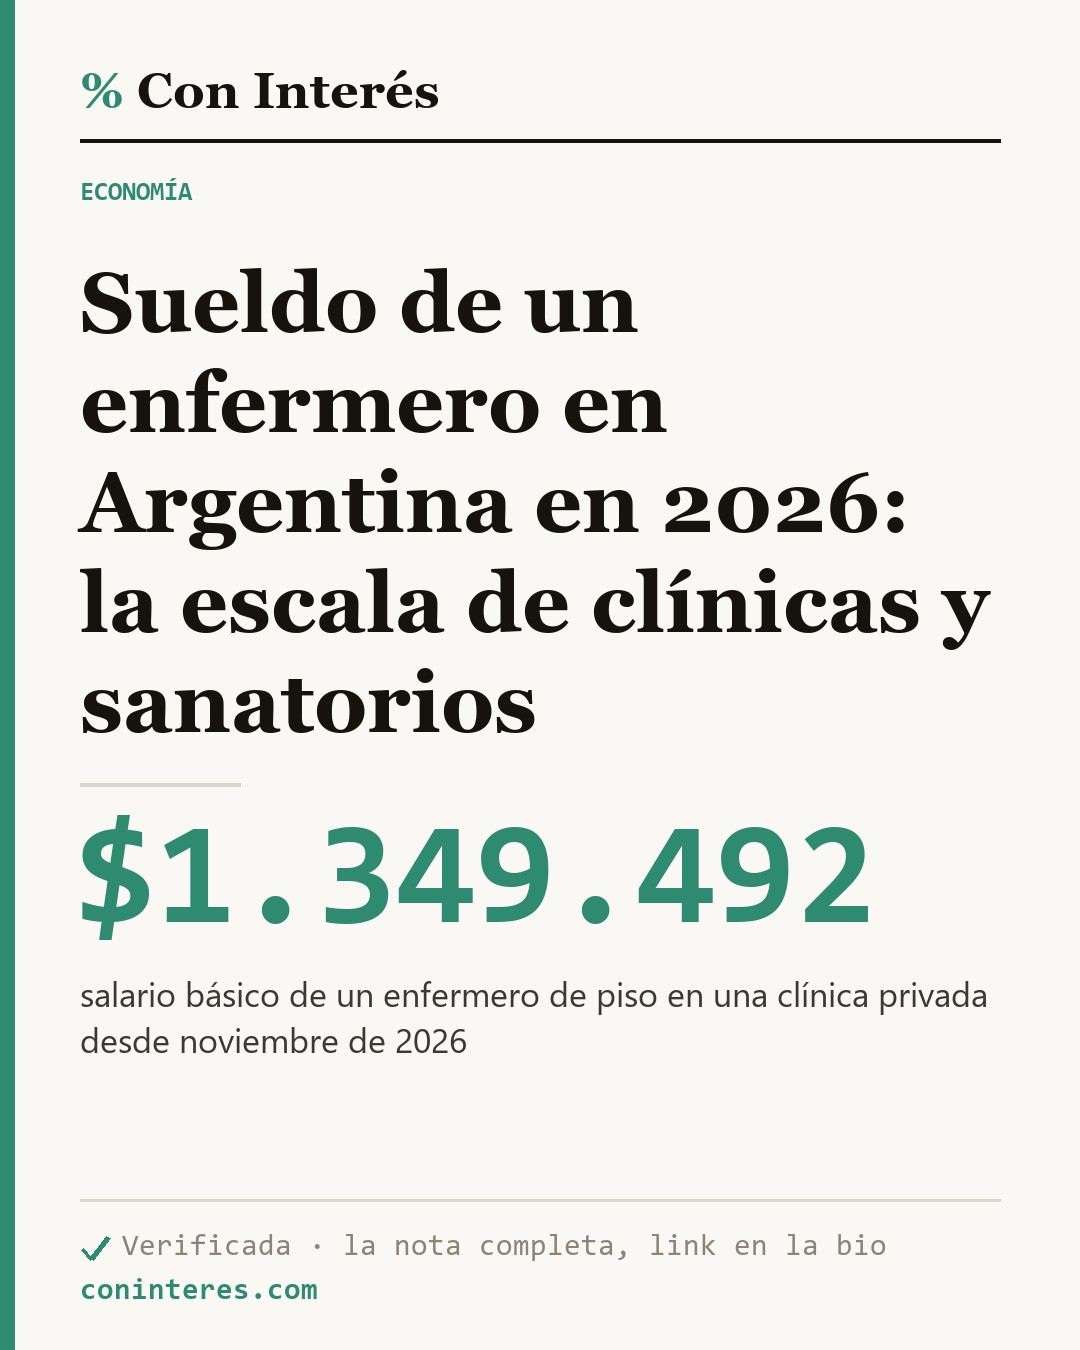 % Con Interés
ECONOMÍA
Sueldo de un
enfermero en
Argentina en 2026:
la escala de clínicas y
sanatorios
$1.349.492
salario básico de un enfermero de piso en una clínica privada
desde noviembre de 2026
✓ Verificada · la nota completa, link en la bio
coninteres.com